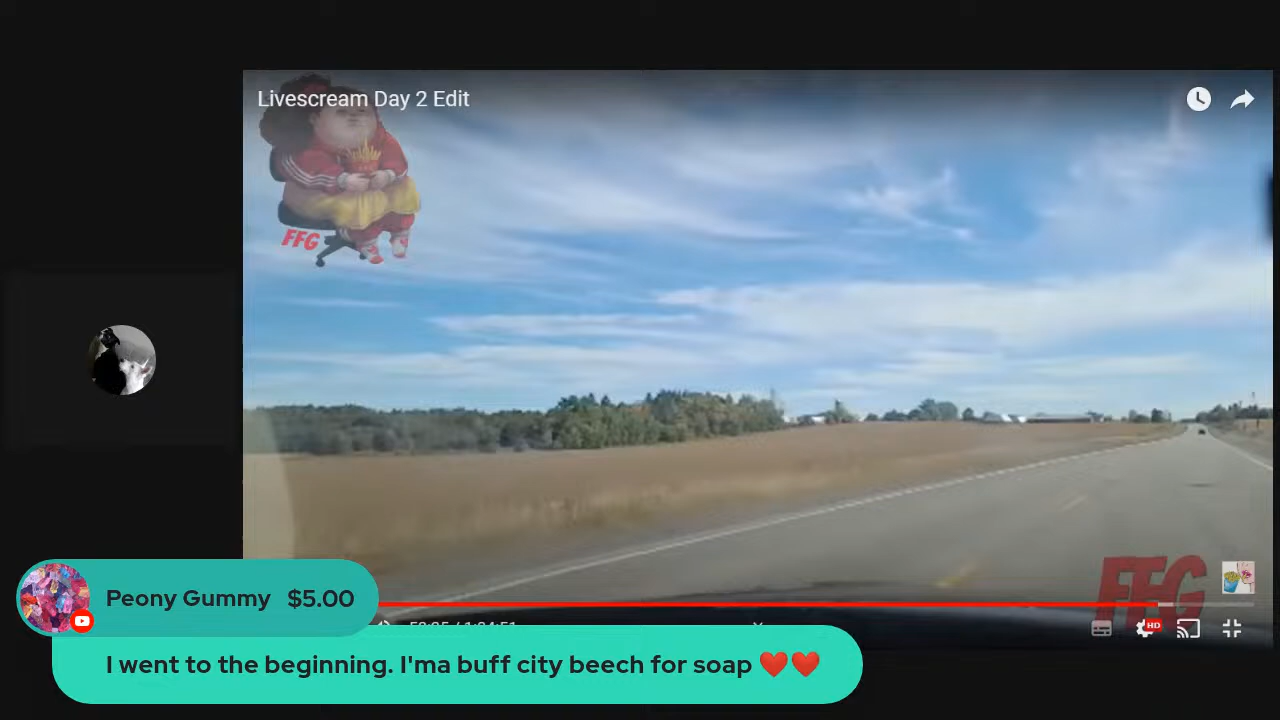 Livescream Day 2 Edit
FFG
FFG
HD
Peony Gummy $5.00
I went to the beginning. I'ma buff city beech for soap ❤️❤️